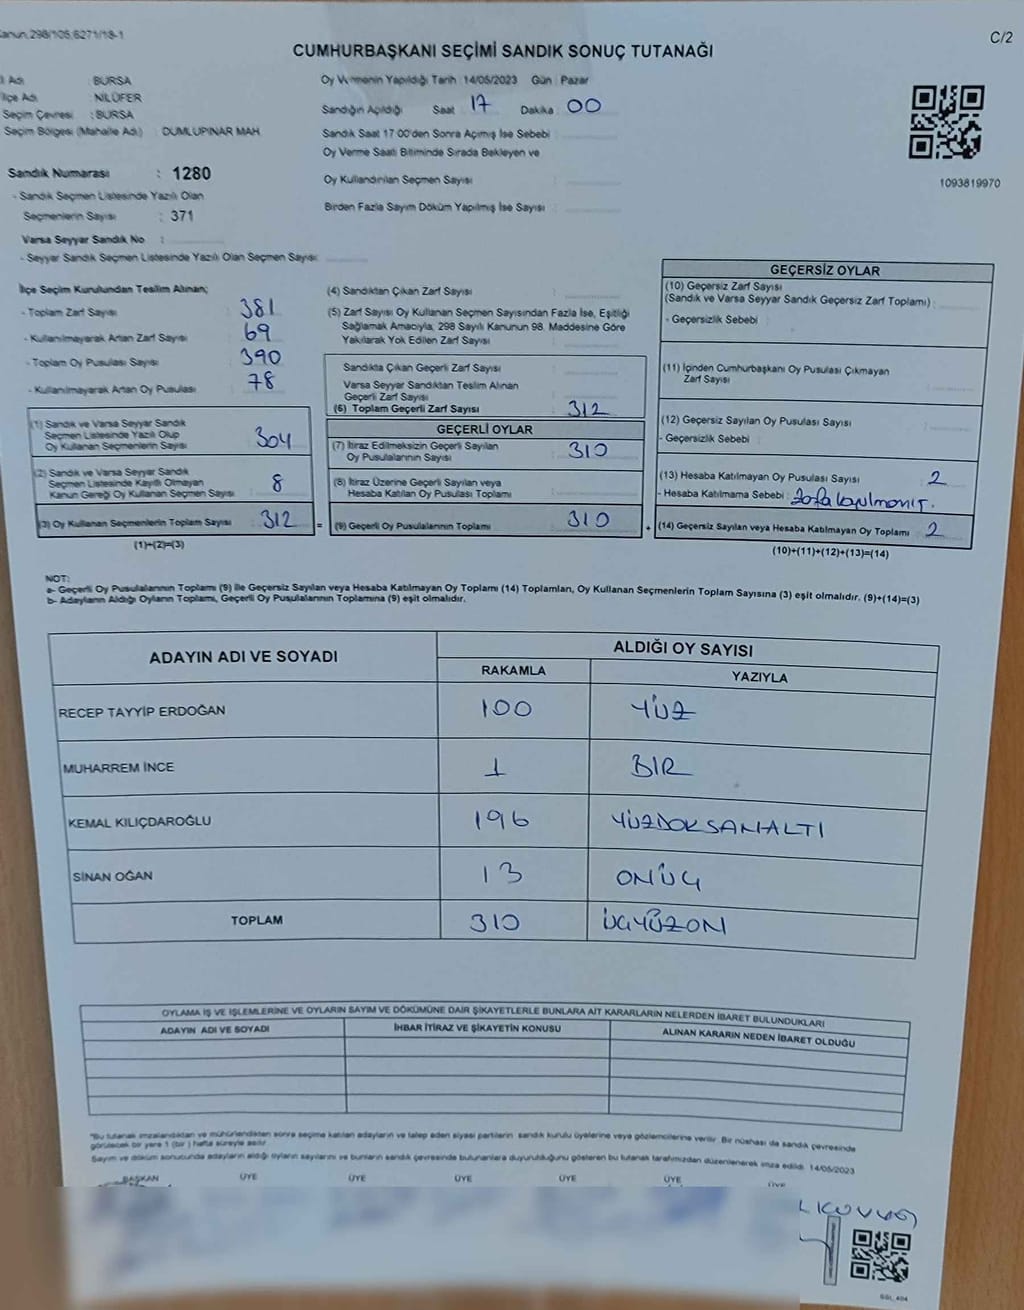 Kanun, 298/105,6271/18-1
C/2
CUMHURBAŞKANI SEÇİMİ SANDIK SONUÇ TUTANAĞI
İl Adı : BURSA
İlçe Adı : NİLÜFER
Seçim Çevresi : BURSA
Seçim Bölgesi (Mahalle Adı) : DUMLUPINAR MAH
Sandık Numarası : 1280
- Sandık Seçmen Listesinde Yazılı Olan
Seçmenlerin Sayısı : 371
Varsa Seyyar Sandık No :
- Seyyar Sandık Seçmen Listesinde Yazılı Olan Seçmen Sayısı:
Oy Vermenin Yapıldığı Tarih : 14/05/2023 Gün : Pazar
Sandığın Açıldığı Saat 17 Dakika 00
Sandık Saat 17 00'den Sonra Açımış İse Sebebi :
Oy Verme Saati Bitiminde Sırada Bekleyen ve
Oy Kullandırılan Seçmen Sayısı :
Birden Fazla Sayım Döküm Yapılmış İse Sayısı :
1093819970
İlçe Seçim Kurulundan Teslim Alınan;
- Toplam Zarf Sayısı : 381
- Kullanılmayarak Artan Zarf Sayısı : 69
- Toplam Oy Pusulası Sayısı : 390
- Kullanılmayarak Artan Oy Pusulası : 78
(1) Sandık ve Varsa Seyyar Sandık
Seçmen Listesinde Yazılı Olup
Oy Kullanan Seçmenlerin Sayısı : 304
(2) Sandık ve Varsa Seyyar Sandık
Seçmen Listesinde Kayıtlı Olmayan
Kanun Gereği Oy Kullanan Seçmen Sayısı : 8
(3) Oy Kullanan Seçmenlerin Toplam Sayısı : 312 =
(1)+(2)=(3)
(4) Sandıktan Çıkan Zarf Sayısı :
(5) Zarf Sayısı Oy Kullanan Seçmen Sayısından Fazla İse, Eşitliği
Sağlamak Amacıyla, 298 Sayılı Kanunun 98. Maddesine Göre
Yakılarak Yok Edilen Zarf Sayısı :
Sandıkta Çıkan Geçerli Zarf Sayısı :
Varsa Seyyar Sandıktan Teslim Alınan
Geçerli Zarf Sayısı :
(6) Toplam Geçerli Zarf Sayısı : 312
GEÇERLİ OYLAR
(7) İtiraz Edilmeksizin Geçerli Sayılan
Oy Pusulalarının Sayısı : 310
(8) İtiraz Üzerine Geçerli Sayılan veya
Hesaba Katılan Oy Pusulası Toplamı :
(9) Geçerli Oy Pusulalarının Toplamı : 310 +
GEÇERSİZ OYLAR
(10) Geçersiz Zarf Sayısı
(Sandık ve Varsa Seyyar Sandık Geçersiz Zarf Toplamı) :
- Geçersizlik Sebebi :
(11) İçinden Cumhurbaşkanı Oy Pusulası Çıkmayan
Zarf Sayısı :
(12) Geçersiz Sayılan Oy Pusulası Sayısı :
- Geçersizlik Sebebi :
(13) Hesaba Katılmayan Oy Pusulası Sayısı : 2
- Hesaba Katılmama Sebebi :
(14) Geçersiz Sayılan veya Hesaba Katılmayan Oy Toplamı : 2
(10)+(11)+(12)+(13)=(14)
NOT:
a- Geçerli Oy Pusulalarının Toplamı (9) ile Geçersiz Sayılan veya Hesaba Katılmayan Oy Toplamı (14) Toplamları, Oy Kullanan Seçmenlerin Toplam Sayısına (3) eşit olmalıdır. (9)+(14)=(3)
b- Adayların Aldığı Oyların Toplamı, Geçerli Oy Pusulalarının Toplamına (9) eşit olmalıdır.
ADAYIN ADI VE SOYADI ALDIĞI OY SAYISI
RAKAMLA YAZIYLA
RECEP TAYYİP ERDOĞAN 100 YÜZ
MUHARREM İNCE 1 BİR
KEMAL KILIÇDAROĞLU 196 YÜZDOKSANALTI
SİNAN OĞAN 13 ONÜÇ
TOPLAM 310 ÜÇYÜZON
OYLAMA İŞ VE İŞLEMLERİNE VE OYLARIN SAYIM VE DÖKÜMÜNE DAİR ŞİKAYETLERLE BUNLARA AİT KARARLARIN NELERDEN İBARET BULUNDUKLARI
ADAYIN ADI VE SOYADI İHBAR İTİRAZ VE ŞİKAYETİN KONUSU ALINAN KARARIN NEDEN İBARET OLDUĞU
"Bu tutanak imzalandıktan ve mühürlendikten sonra seçime katılan adayların ve talep eden siyasi partilerin sandık kurulu üyelerine veya gözlemcilerine verilir. Bir nüshası da sandık çevresinde
görülecek bir yere 1 (bir) hafta süreyle asılır.
Sayım ve döküm sonucunda adayların aldığı oyların sayılarını ve bunların sandık çevresinde bulunanlara duyurulduğunu gösteren bu tutanak tarafımızdan düzenlenerek imza edildi. 14/05/2023
BAŞKAN ÜYE ÜYE ÜYE ÜYE ÜYE ÜYE